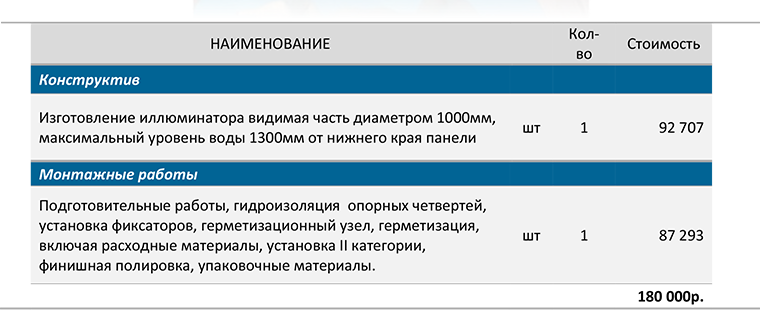 НАИМЕНОВАНИЕ Кол-во Стоимость
Конструктив
Изготовление иллюминатора видимая часть диаметром 1000мм,
максимальный уровень воды 1300мм от нижнего края панели
шт 1 92 707
Монтажные работы
Подготовительные работы, гидроизоляция опорных четвертей,
установка фиксаторов, герметизационный узел, герметизация,
включая расходные материалы, установка II категории,
финишная полировка, упаковочные материалы.
шт 1 87 293
180 000р.